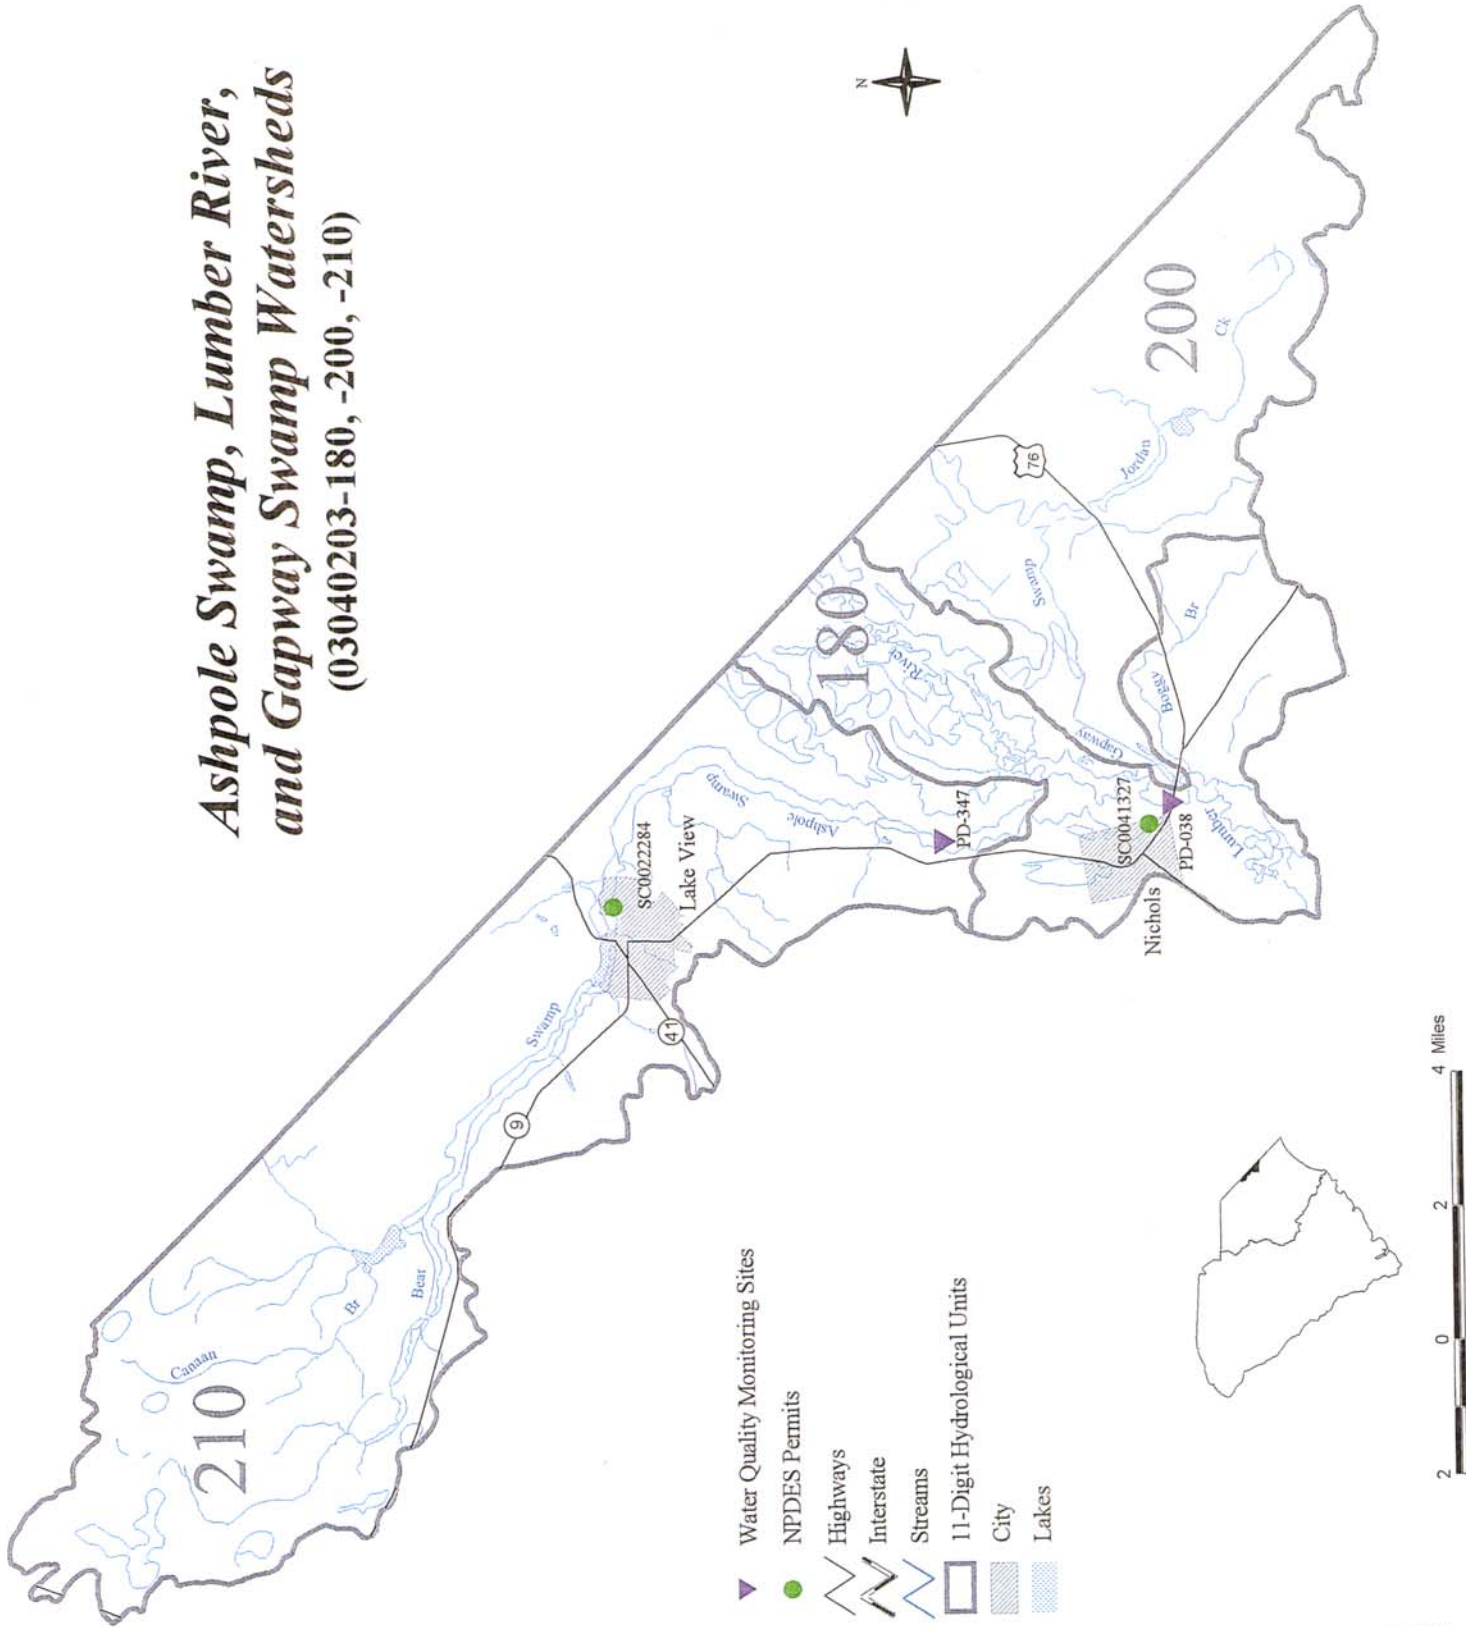 Ashpole Swamp, Lumber River,
and Gapway Swamp Watersheds
(03040203-180, -200, -210)
N
210
Canaan
Br
Bear
Swamp
9
41
SC0022284
Lake View
Swamp
Ashpole
PD-347
180
River
Swamp
Gapway
76
Jordan
Ck
200
Boggy
Br
SC0041327
PD-038
Nichols
Lumber
Water Quality Monitoring Sites
NPDES Permits
Highways
Interstate
Streams
11-Digit Hydrological Units
City
Lakes
2 0 2 4 Miles